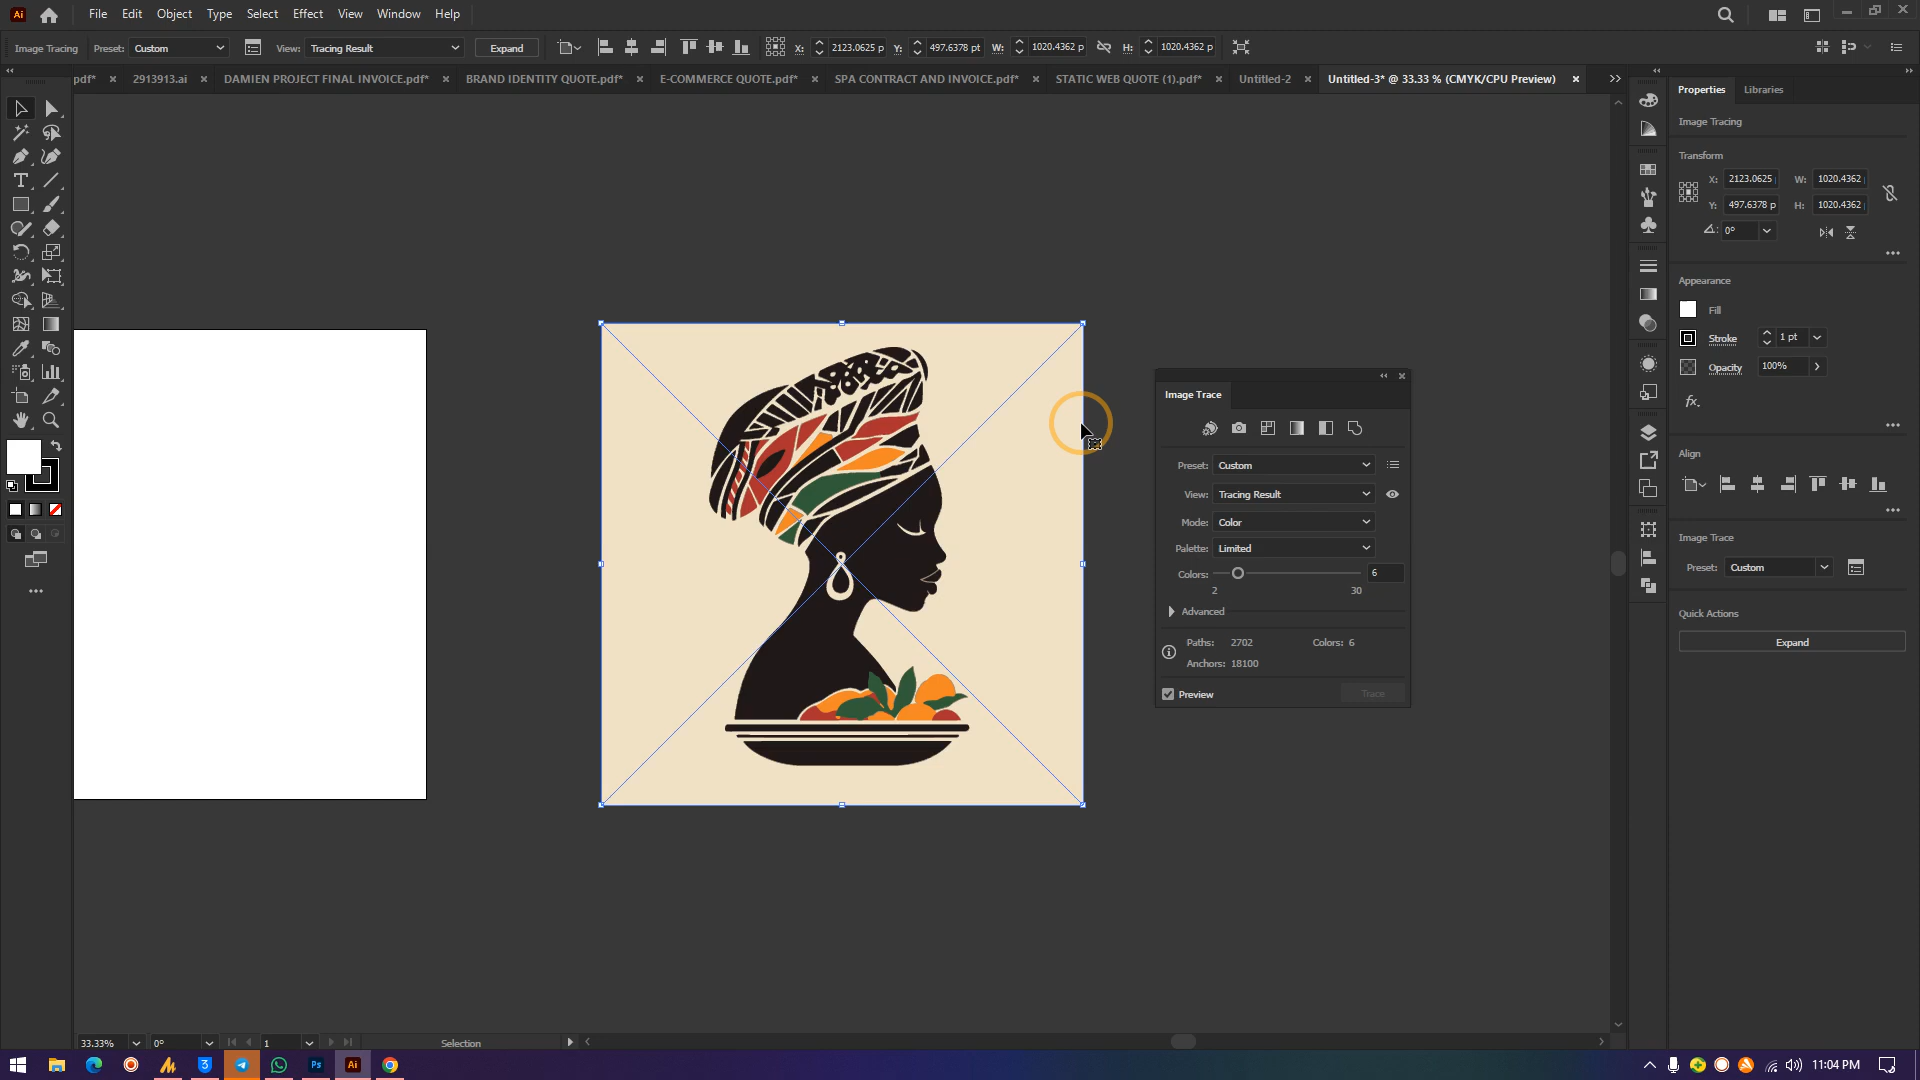 Ai File Edit Object Type Select Effect View Window Help
Image Tracing Preset: Custom View: Tracing Result Expand X: 2123.0625 p Y: 497.6378 pt W: 1020.4362 p H: 1020.4362 p
pdf* 2913913.ai DAMIEN PROJECT FINAL INVOICE.pdf* BRAND IDENTITY QUOTE.pdf* E-COMMERCE QUOTE.pdf* SPA CONTRACT AND INVOICE.pdf* STATIC WEB QUOTE (1).pdf* Untitled-2 Untitled-3* @ 33.33 % (CMYK/CPU Preview)
Properties Libraries
Image Tracing
Transform
X: 2123.0625 W: 1020.4362
Y: 497.6378 p H: 1020.4362
0°
Appearance
Fill
Stroke 1 pt
Opacity 100%
fx.
Align
Image Trace
Preset: Custom
Quick Actions
Expand
Image Trace
Preset: Custom
View: Tracing Result
Mode: Color
Palette: Limited
Colors: 6
2 30
Advanced
Paths: 2702 Colors: 6
Anchors: 18100
Preview Trace
33.33% 0° 1 Selection
Ps Ai 11:04 PM